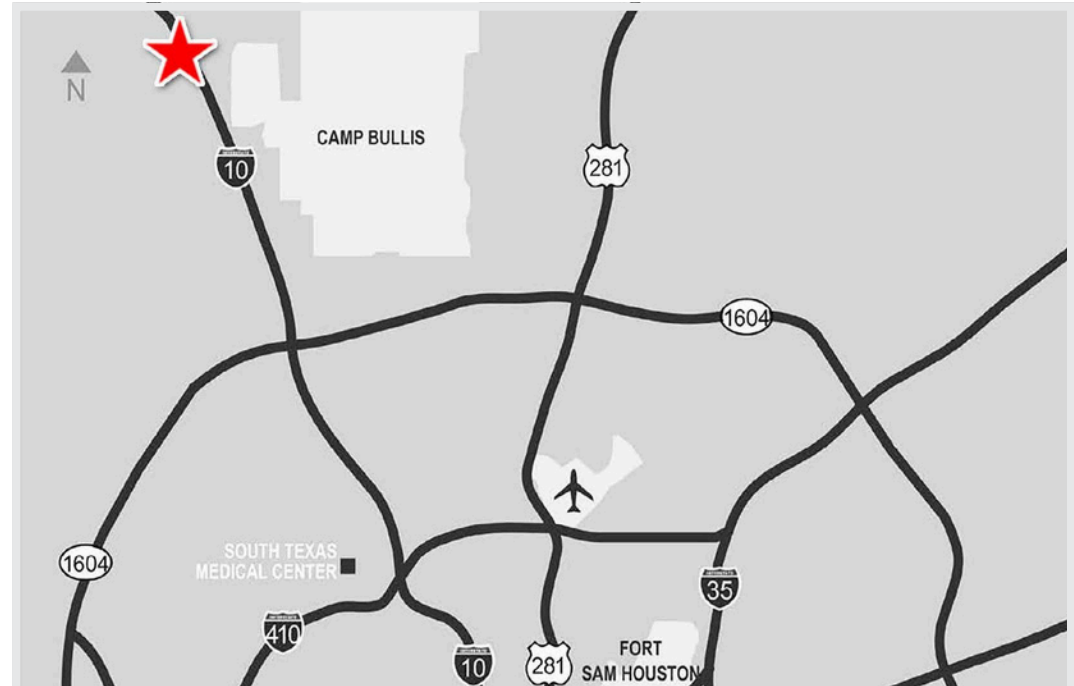 N
CAMP BULLIS
10
281
1604
SOUTH TEXAS
MEDICAL CENTER
1604
35
410
10
281
FORT
SAM HOUSTON